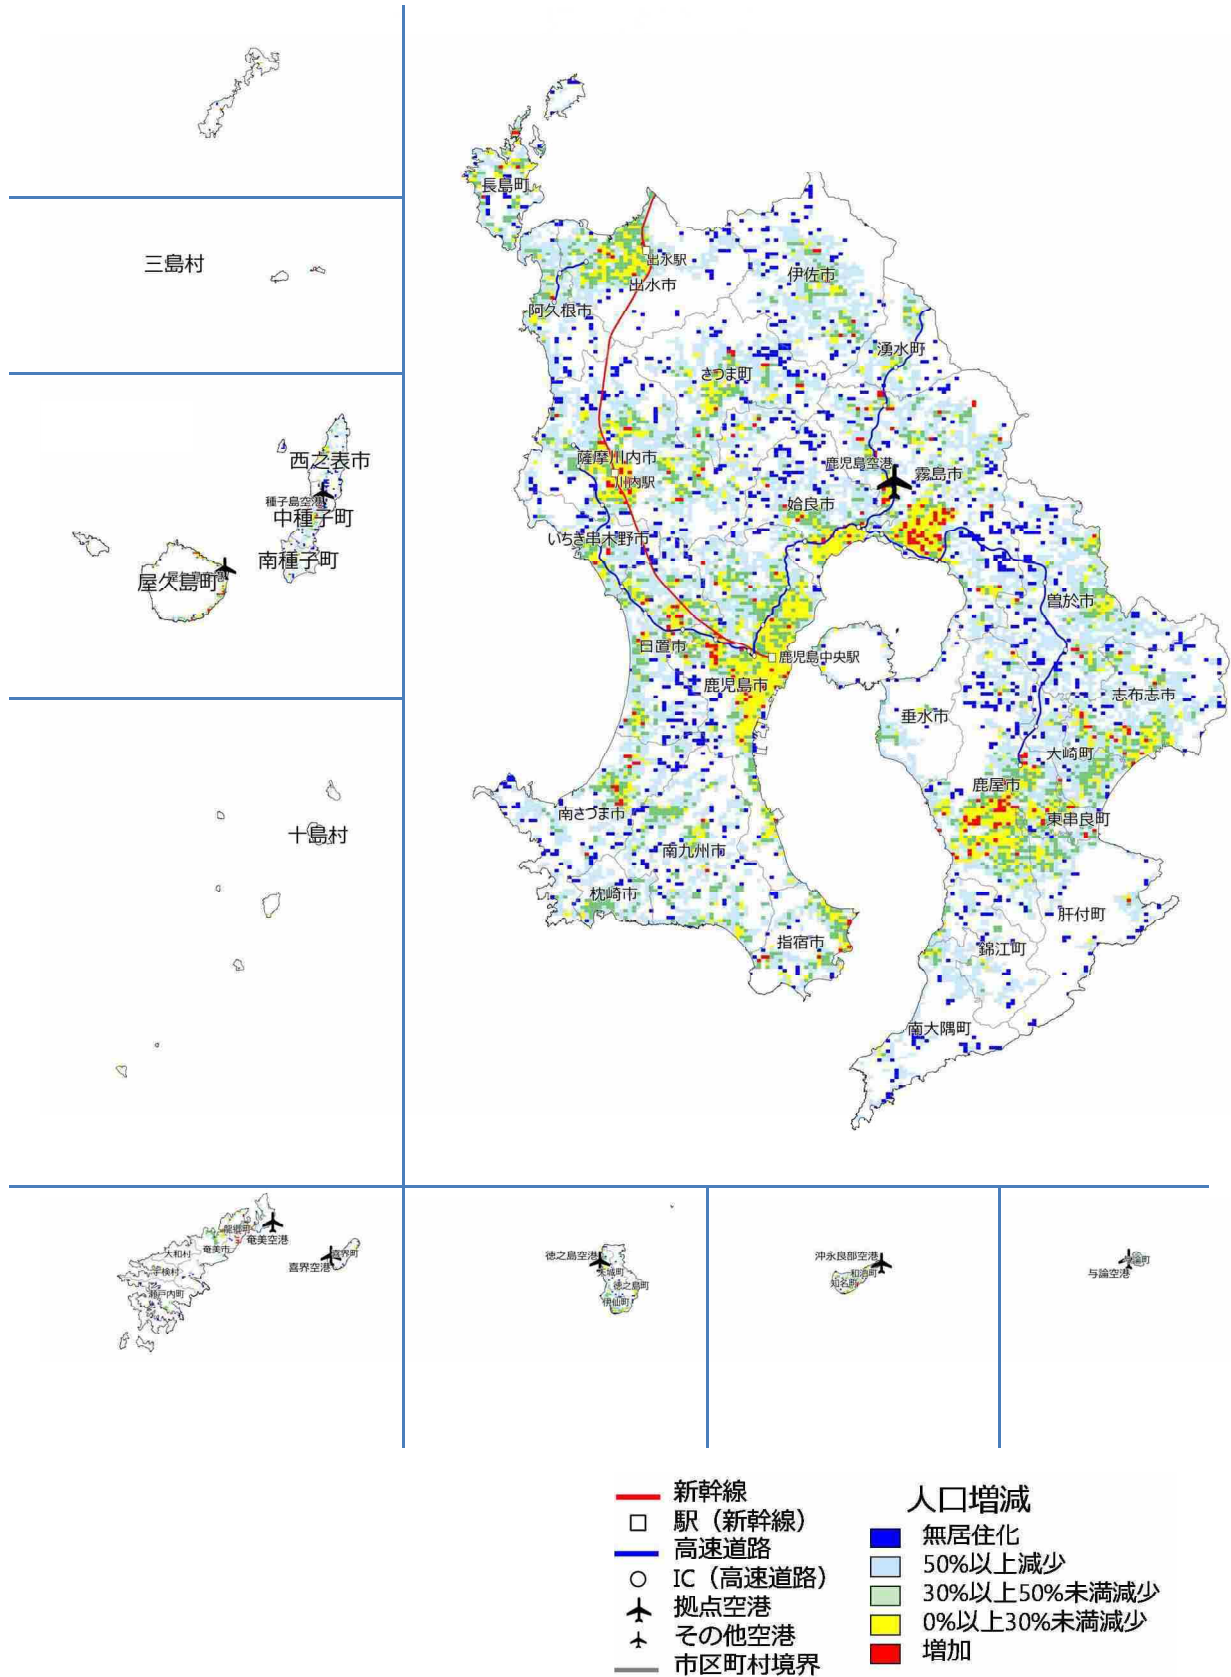 長島町
出水駅
出水市
阿久根市
伊佐市
湧水町
さつま町
薩摩川内市
川内駅
鹿児島空港
霧島市
姶良市
いちき串木野市
曽於市
日置市
鹿児島中央駅
鹿児島市
志布志市
垂水市
大崎町
鹿屋市
南さつま市
東串良町
南九州市
枕崎市
肝付町
指宿市
錦江町
南大隅町
三島村
西之表市
種子島空港
中種子町
南種子町
屋久島町
十島村
龍郷町
奄美市
奄美空港
大和村
宇検村
瀬戸内町
喜界町
喜界空港
徳之島空港
天城町
徳之島町
伊仙町
沖永良部空港
和泊町
知名町
与論町
与論空港
新幹線
駅（新幹線）
高速道路
IC（高速道路）
拠点空港
その他空港
市区町村境界
人口増減
無居住化
50%以上減少
30%以上50%未満減少
0%以上30%未満減少
増加